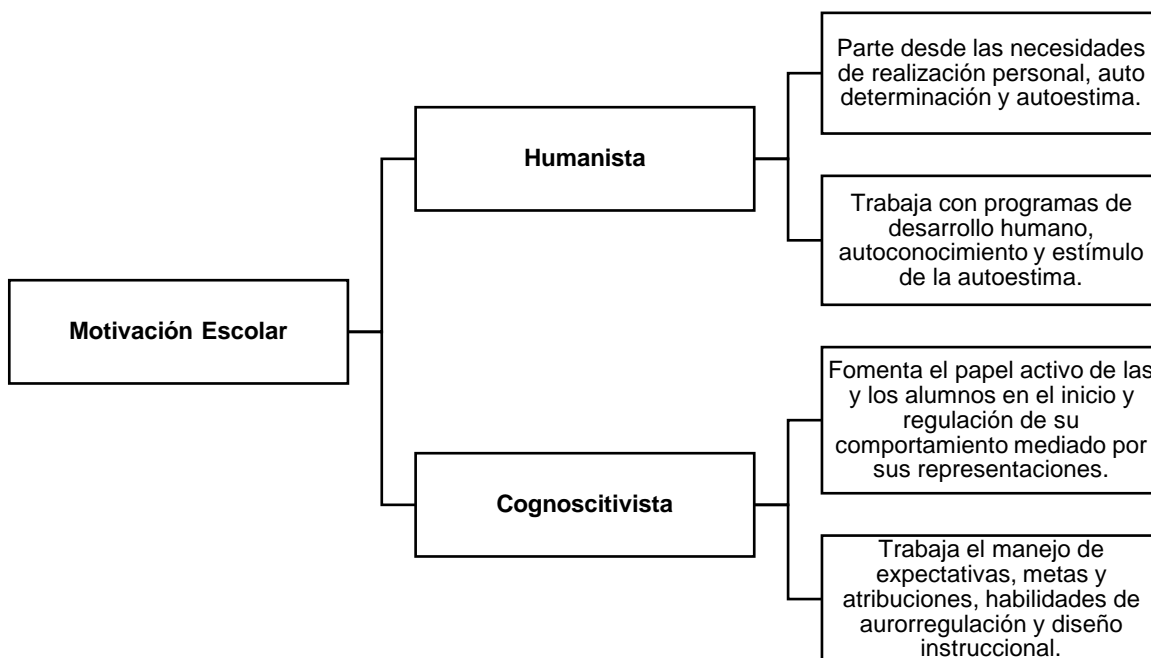 Parte desde las necesidades
de realización personal, auto
determinación y autoestima.
Humanista
Trabaja con programas de
desarrollo humano,
autoconocimiento y estímulo
de la autoestima.
Motivación Escolar
Fomenta el papel activo de las
y los alumnos en el inicio y
regulación de su
comportamiento mediado por
sus representaciones.
Cognoscitivista
Trabaja el manejo de
expectativas, metas y
atribuciones, habilidades de
aurorregulación y diseño
instruccional.